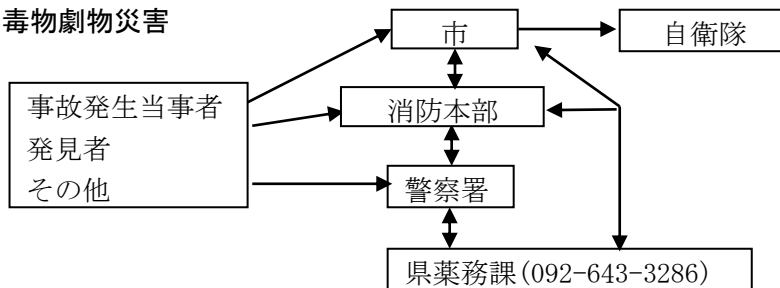 毒物劇物災害
市
自衛隊
事故発生当事者
発見者
その他
消防本部
警察署
県薬務課(092-643-3286)